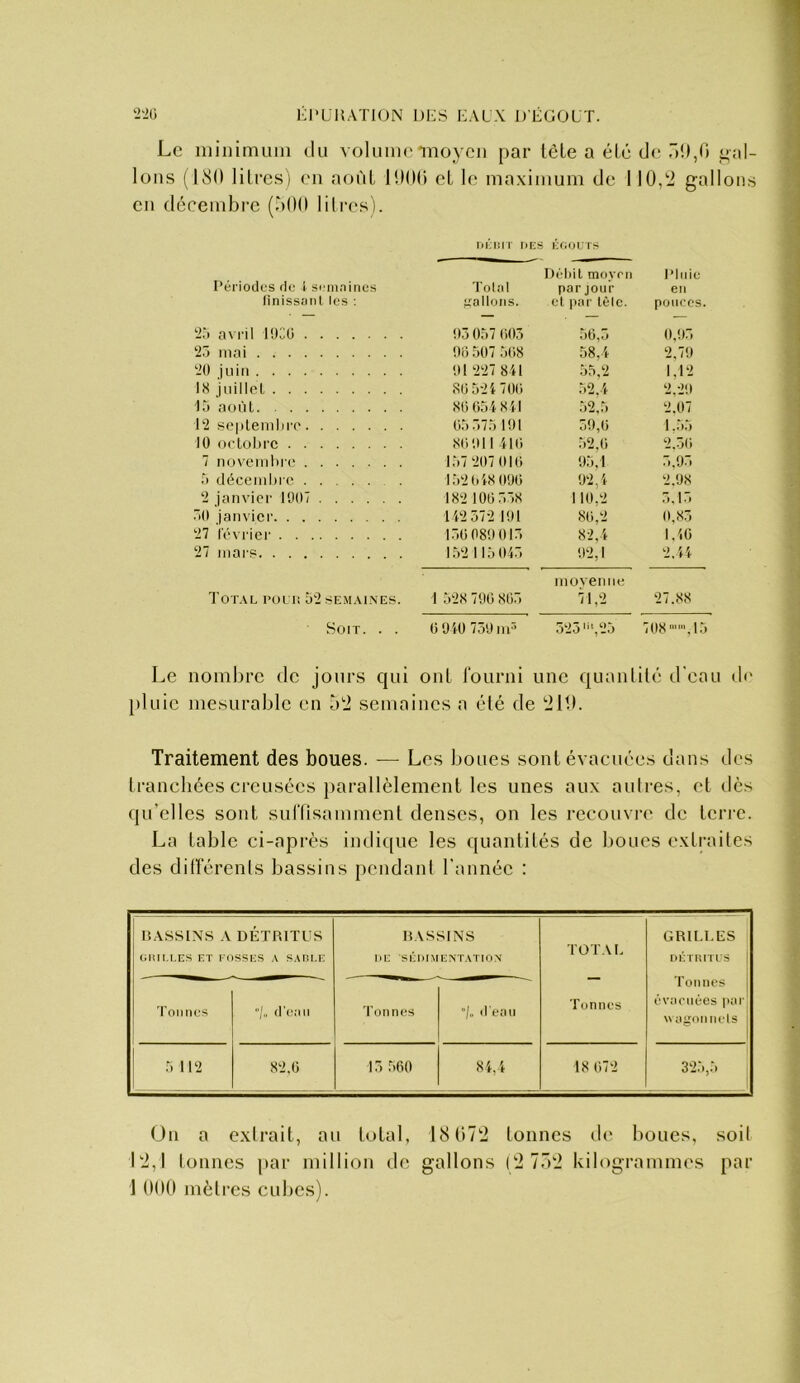 226 ÉPURATION DES EAUX D'ÉGOUT.
Le minimum du volume moyen par tête a été de 39,6 gal-
lons (180 litres) en août 1906 et le maximum de 110,2 gallons
en décembre (500 litres).
DÉBIT DES ÉGOUTS
Périodes de 4 semaines finissant les : Total gallons. Débit moyen par jour et par tête. Pluie en pouces.
25 avril 1906 . . . . . . . 93 057 603 56,3 0,93
23 mai . . . . . . . . . . 96 507 568 58,4 2,79
20 juin . . . . . . . . . . 91 227 841 55,2 1,12
18 juillet . . . . . . . . . 86 524 706 52,4 2,29
15 août. . . . . . . . . . 86 654 841 52,5 2,07
12 septembre. . . . . . . 65 375 191 39,6 1,55
10 octobre . . . . . . . . 86 911 416 52,6 2,36
7 novembre . . . . . . . 157 207 016 95,1 3,93
5 décembre . . . . . . . 152 648 096 92,4 2,98
2 janvier 1907 . . . . . . 182 106 338 110,2 3,13
30 janvier. . . . . . . . . 142 372 191 86,2 0,83
27 février . . . . . . . . . 136 089 013 82,4 1,46
27 mars. . . . . . . . . . 152 115 043 92,1 2,44
moyenne
TOTAL POUR 52 SEMAINES. 1 528 796 863 71,2 27,88
SOIT. . . 6 940 739 m³ 323 lit,25 708 mm,15
Le nombre de jours qui ont fourni une quantité d'eau de
pluie mesurable en 52 semaines a été de 219.
Traitement des boues. — Les boues sont évacuées dans des
tranchées creusées parallèlement les unes aux autres, et dès
qu'elles sont suffisamment denses, on les recouvre de terre.
La table ci-après indique les quantités de boues extraites
des différents bassins pendant l'année :
BASSINS A DÉTRITUS BASSINS TOTAL GRILLES
GRILLES ET FOSSES A SABLE DE SÉDIMENTATION — DÉTRITUS
Tonnes °/o d'eau Tonnes °/o d'eau Tonnes Tonnes évacuées par wagonnets
5 112 82,6 13 560 84,4 18 672 325,5
On a extrait, au total, 18 672 tonnes de boues, soit
12,1 tonnes par million de gallons (2 732 kilogrammes par
1 000 mètres cubes).